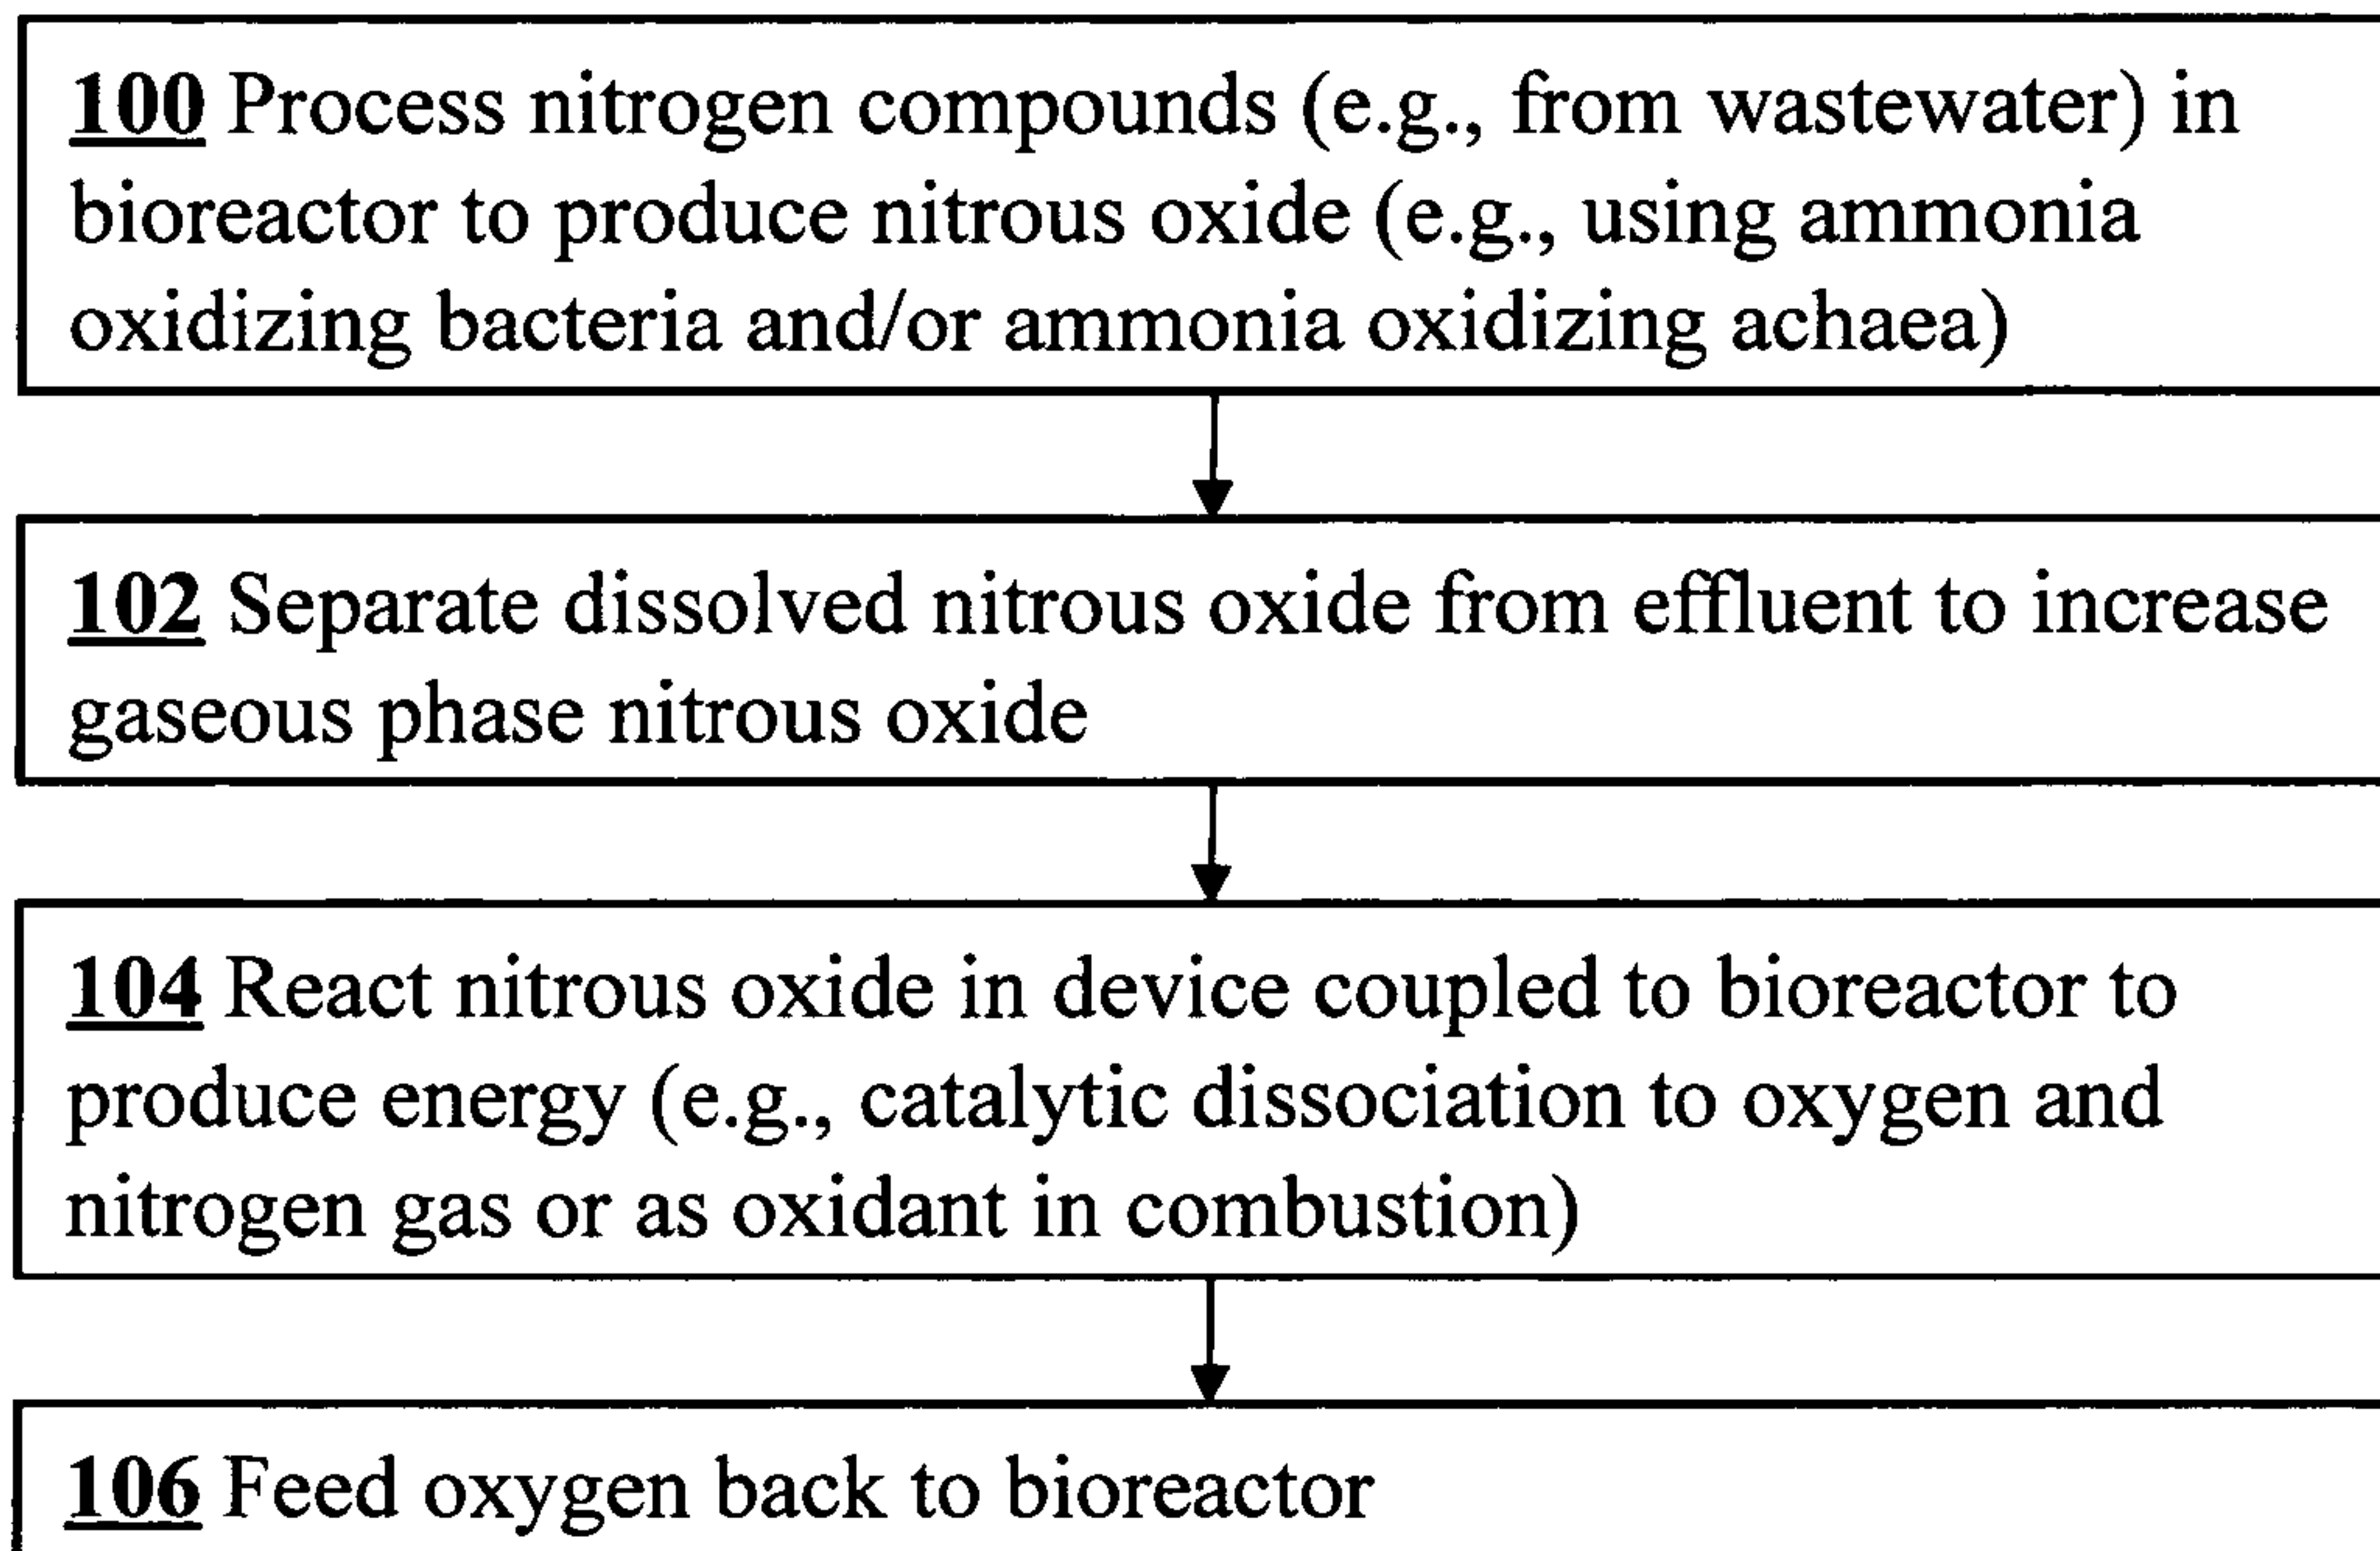 100 Process nitrogen compounds (e.g., from wastewater) in
bioreactor to produce nitrous oxide (e.g., using ammonia
oxidizing bacteria and/or ammonia oxidizing achaea)
102 Separate dissolved nitrous oxide from effluent to increase
gaseous phase nitrous oxide
104 React nitrous oxide in device coupled to bioreactor to
produce energy (e.g., catalytic dissociation to oxygen and
nitrogen gas or as oxidant in combustion)
106 Feed oxygen back to bioreactor